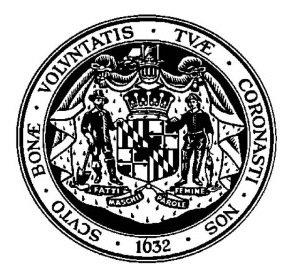 SCVTO · BONÆ · VOLVNTATIS · TVÆ · CORONASTI · NOS
· 1632 ·
FATTI MASCHII PAROLE FEMINE